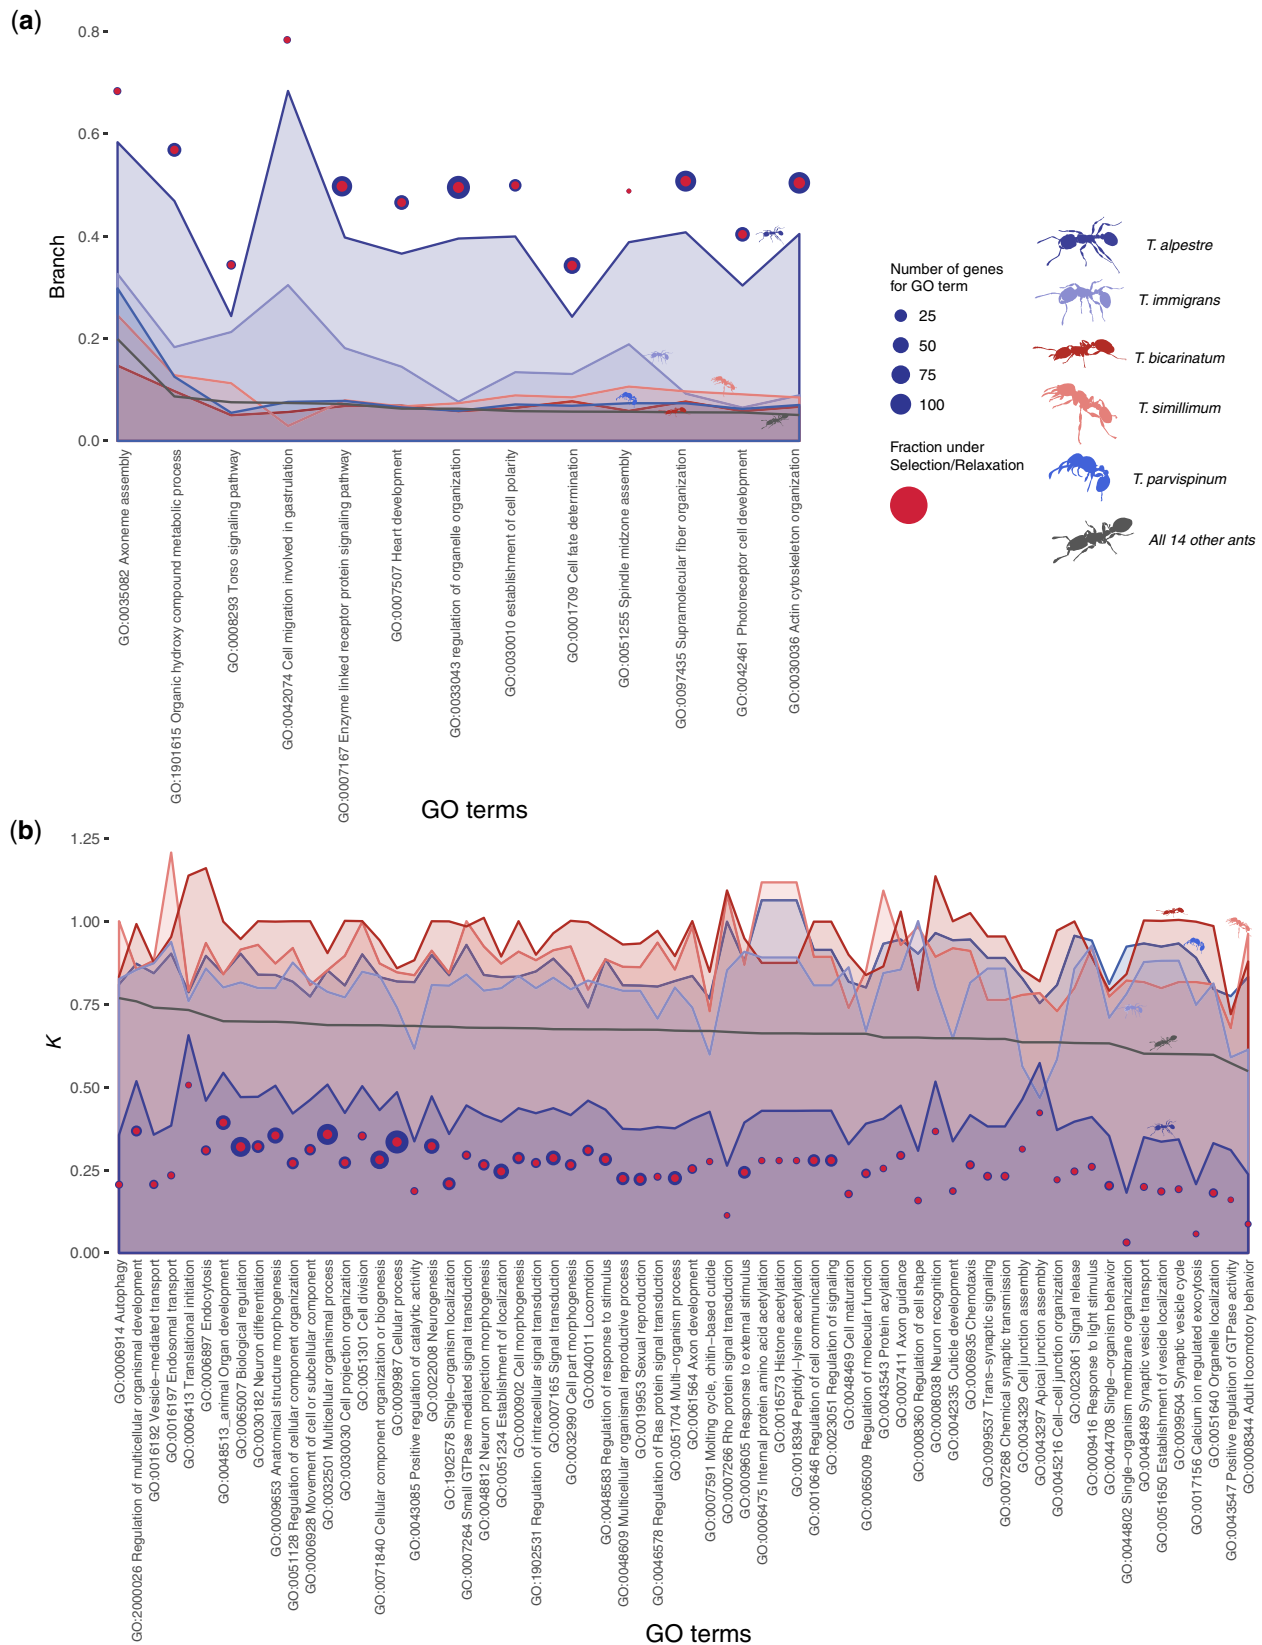 (a)
0.8
0.6
0.4
0.2
0.0
Branch
GO:0035082 Axoneme assembly
GO:1901615 Organic hydroxy compound metabolic process
GO:0008293 Torso signaling pathway
GO:0042074 Cell migration involved in gastrulation
GO:0007167 Enzyme linked receptor protein signaling pathway
GO:0007507 Heart development
GO:0033043 regulation of organelle organization
GO:0030010 establishment of cell polarity
GO:0001709 Cell fate determination
GO:0051255 Spindle midzone assembly
GO:0097435 Supramolecular fiber organization
GO:0042461 Photoreceptor cell development
GO:0030036 Actin cytoskeleton organization
GO terms
Number of genes
for GO term
25
50
75
100
Fraction under
Selection/Relaxation
T. alpestre
T. immigrans
T. bicarinatum
T. simillimum
T. parvispinum
All 14 other ants
(b)
1.25
1.00
0.75
0.50
0.25
0.00
K
GO:0006914 Autophagy
GO:2000026 Regulation of multicellular organismal development
GO:0016192 Vesicle−mediated transport
GO:0016197 Endosomal transport
GO:0006413 Translational initiation
GO:0006897 Endocytosis
GO:0048513_animal Organ development
GO:0065007 Biological regulation
GO:0030182 Neuron differentiation
GO:0009653 Anatomical structure morphogenesis
GO:0051128 Regulation of cellular component organization
GO:0006928 Movement of cell or subcellular component
GO:0032501 Multicellular organismal process
GO:0030030 Cell projection organization
GO:0051301 Cell division
GO:0071840 Cellular component organization or biogenesis
GO:0009987 Cellular process
GO:0043085 Positive regulation of catalytic activity
GO:0022008 Neurogenesis
GO:1902578 Single−organism localization
GO:0007264 Small GTPase mediated signal transduction
GO:0048812 Neuron projection morphogenesis
GO:0051234 Establishment of localization
GO:0000902 Cell morphogenesis
GO:1902531 Regulation of intracellular signal transduction
GO:0007165 Signal transduction
GO:0032990 Cell part morphogenesis
GO:0040011 Locomotion
GO:0048583 Regulation of response to stimulus
GO:0048609 Multicellular organismal reproductive process
GO:0019953 Sexual reproduction
GO:0046578 Regulation of Ras protein signal transduction
GO:0051704 Multi−organism process
GO:0061564 Axon development
GO:0007591 Molting cycle, chitin−based cuticle
GO:0007266 Rho protein signal transduction
GO:0009605 Response to external stimulus
GO:0006475 Internal protein amino acid acetylation
GO:0016573 Histone acetylation
GO:0018394 Peptidyl−lysine acetylation
GO:0010646 Regulation of cell communication
GO:0023051 Regulation of signaling
GO:0048469 Cell maturation
GO:0065009 Regulation of molecular function
GO:0043543 Protein acylation
GO:0007411 Axon guidance
GO:0008360 Regulation of cell shape
GO:0008038 Neuron recognition
GO:0042335 Cuticle development
GO:0006935 Chemotaxis
GO:0099537 Trans−synaptic signaling
GO:0007268 Chemical synaptic transmission
GO:0034329 Cell junction assembly
GO:0043297 Apical junction assembly
GO:0045216 Cell−cell junction organization
GO:0023061 Signal release
GO:0009416 Response to light stimulus
GO:0044708 Single−organism behavior
GO:0044802 Single−organism membrane organization
GO:0048489 Synaptic vesicle transport
GO:0051650 Establishment of vesicle localization
GO:0099504 Synaptic vesicle cycle
GO:0017156 Calcium ion regulated exocytosis
GO:0051640 Organelle localization
GO:0043547 Positive regulation of GTPase activity
GO:0008344 Adult locomotory behavior
GO terms